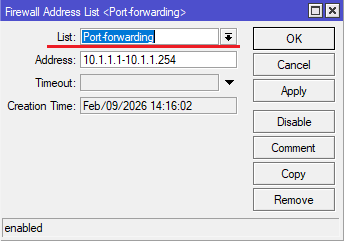 Firewall Address List <Port-forwarding>
List: Port-forwarding
Address: 10.1.1.1-10.1.1.254
Timeout:
Creation Time: Feb/09/2026 14:16:02
OK
Cancel
Apply
Disable
Comment
Copy
Remove
enabled